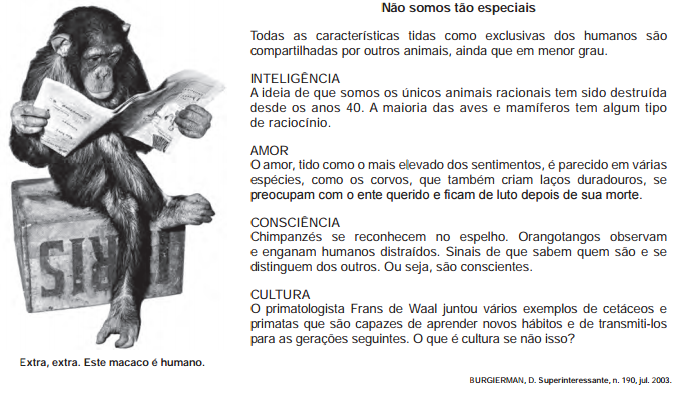 Não somos tão especiais
Todas as características tidas como exclusivas dos humanos são
compartilhadas por outros animais, ainda que em menor grau.
INTELIGÊNCIA
A ideia de que somos os únicos animais racionais tem sido destruída
desde os anos 40. A maioria das aves e mamíferos tem algum tipo
de raciocínio.
AMOR
O amor, tido como o mais elevado dos sentimentos, é parecido em várias
espécies, como os corvos, que também criam laços duradouros, se
preocupam com o ente querido e ficam de luto depois de sua morte.
CONSCIÊNCIA
Chimpanzés se reconhecem no espelho. Orangotangos observam
e enganam humanos distraídos. Sinais de que sabem quem são e se
distinguem dos outros. Ou seja, são conscientes.
CULTURA
O primatologista Frans de Waal juntou vários exemplos de cetáceos e
primatas que são capazes de aprender novos hábitos e de transmiti-los
para as gerações seguintes. O que é cultura se não isso?
Extra, extra. Este macaco é humano.
BURGIERMAN, D. Superinteressante, n. 190, jul. 2003.